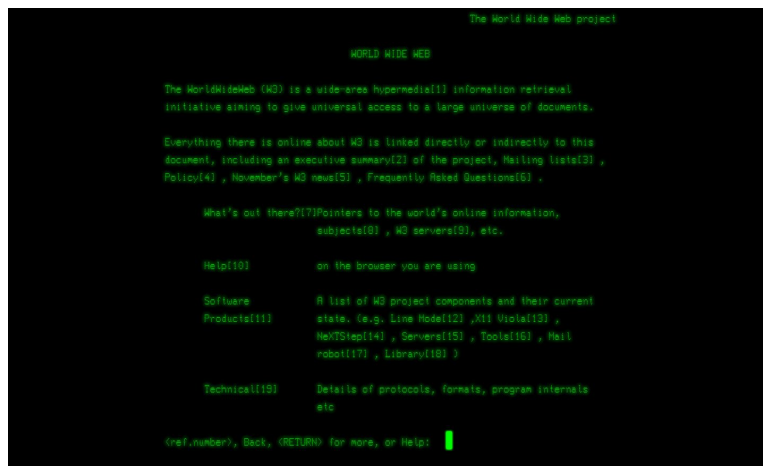 The World Wide Web project
WORLD WIDE WEB
The WorldWideWeb (W3) is a wide-area hypermedia[1] information retrieval
initiative aiming to give universal access to a large universe of documents.
Everything there is online about W3 is linked directly or indirectly to this
document, including an executive summary[2] of the project, Mailing lists[3] ,
Policy[4] , November's W3 news[5] , Frequently Asked Questions[6] .
What's out there?[7]Pointers to the world's online information,
subjects[8] , W3 servers[9], etc.
Help[10] on the browser you are using
Software A list of W3 project components and their current
Products[11] state. (e.g. Line Mode[12] ,X11 Viola[13] ,
NeXTStep[14] , Servers[15] , Tools[16] , Mail
robot[17] , Library[18] )
Technical[19] Details of protocols, formats, program internals
etc
<ref.number>, Back, <RETURN> for more, or Help: